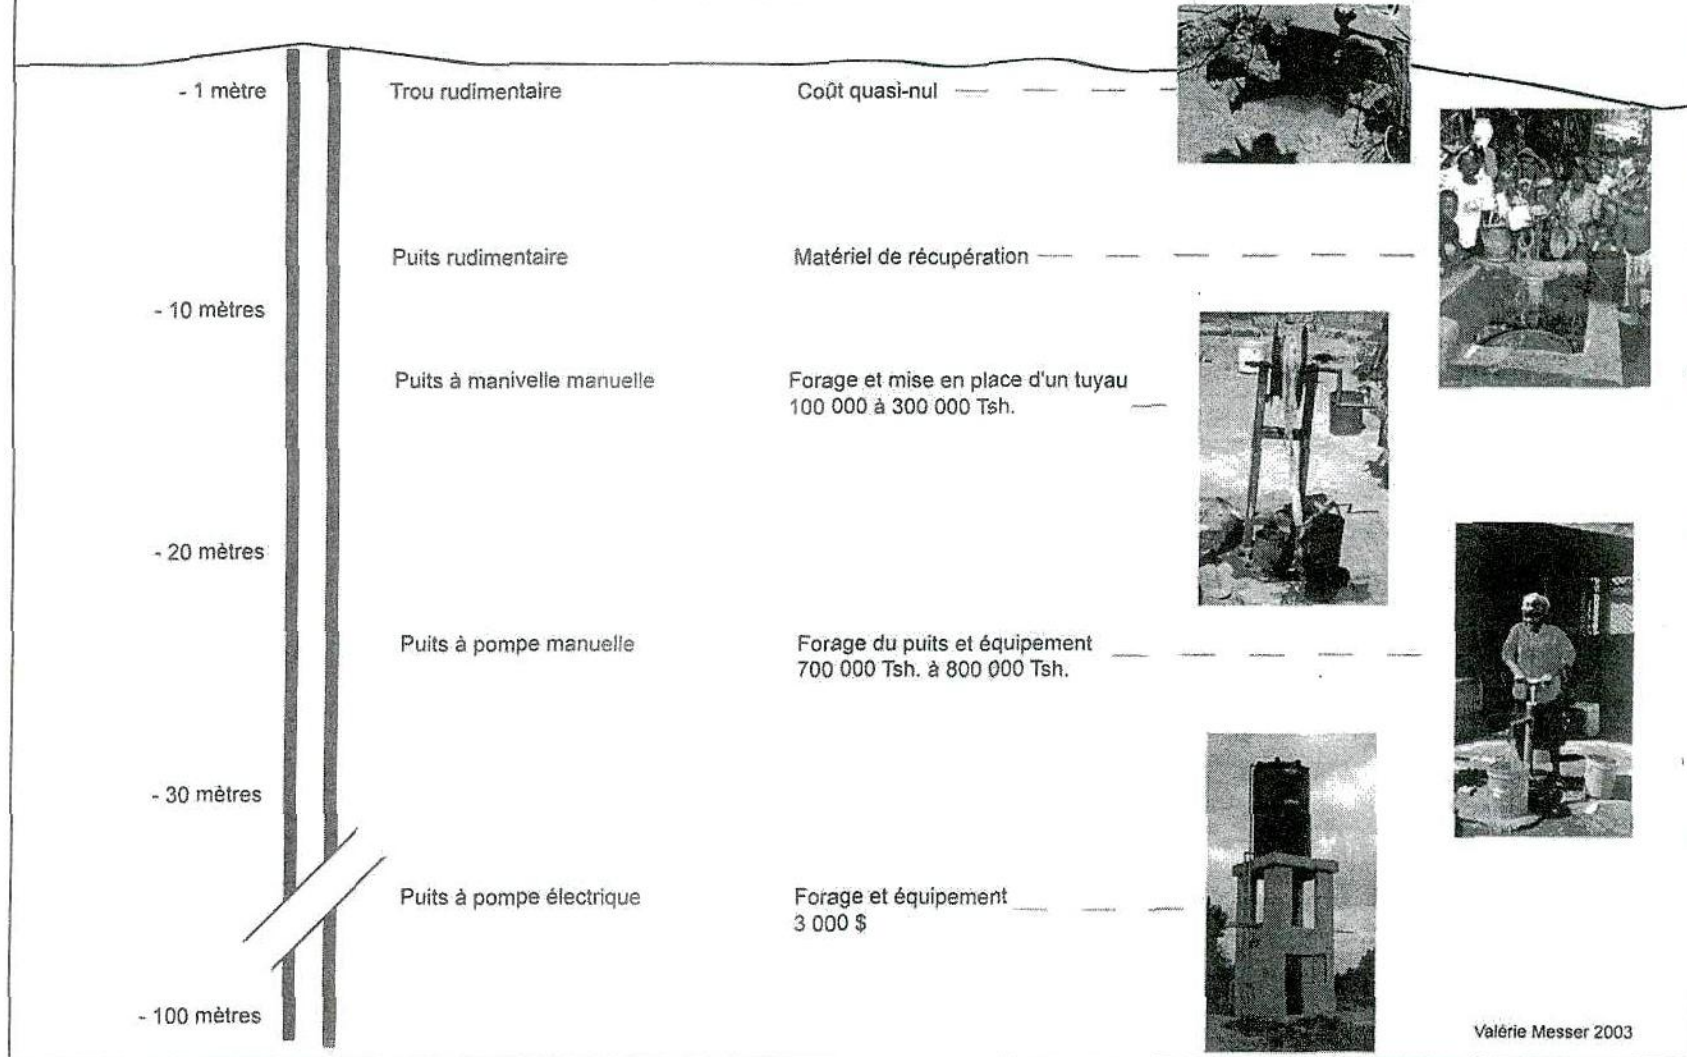 - 1 mètre
Trou rudimentaire
Coût quasi-nul
Puits rudimentaire
Matériel de récupération
- 10 mètres
Puits à manivelle manuelle
Forage et mise en place d'un tuyau
100 000 à 300 000 Tsh.
- 20 mètres
Puits à pompe manuelle
Forage du puits et équipement
700 000 Tsh. à 800 000 Tsh.
- 30 mètres
Puits à pompe électrique
Forage et équipement
3 000 $
- 100 mètres
Valérie Messer 2003